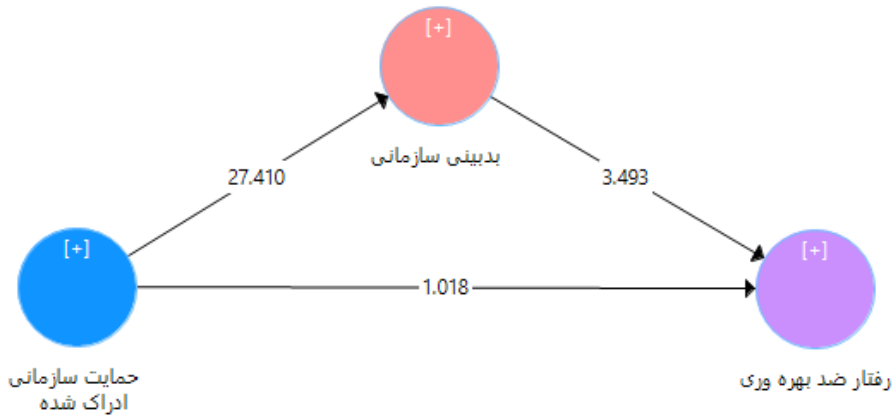 [+]
بدبینی سازمانی
27.410
3.493
[+]
[+]
1.018
حمایت سازمانی
ادراک شده
رفتار ضد بهره وری